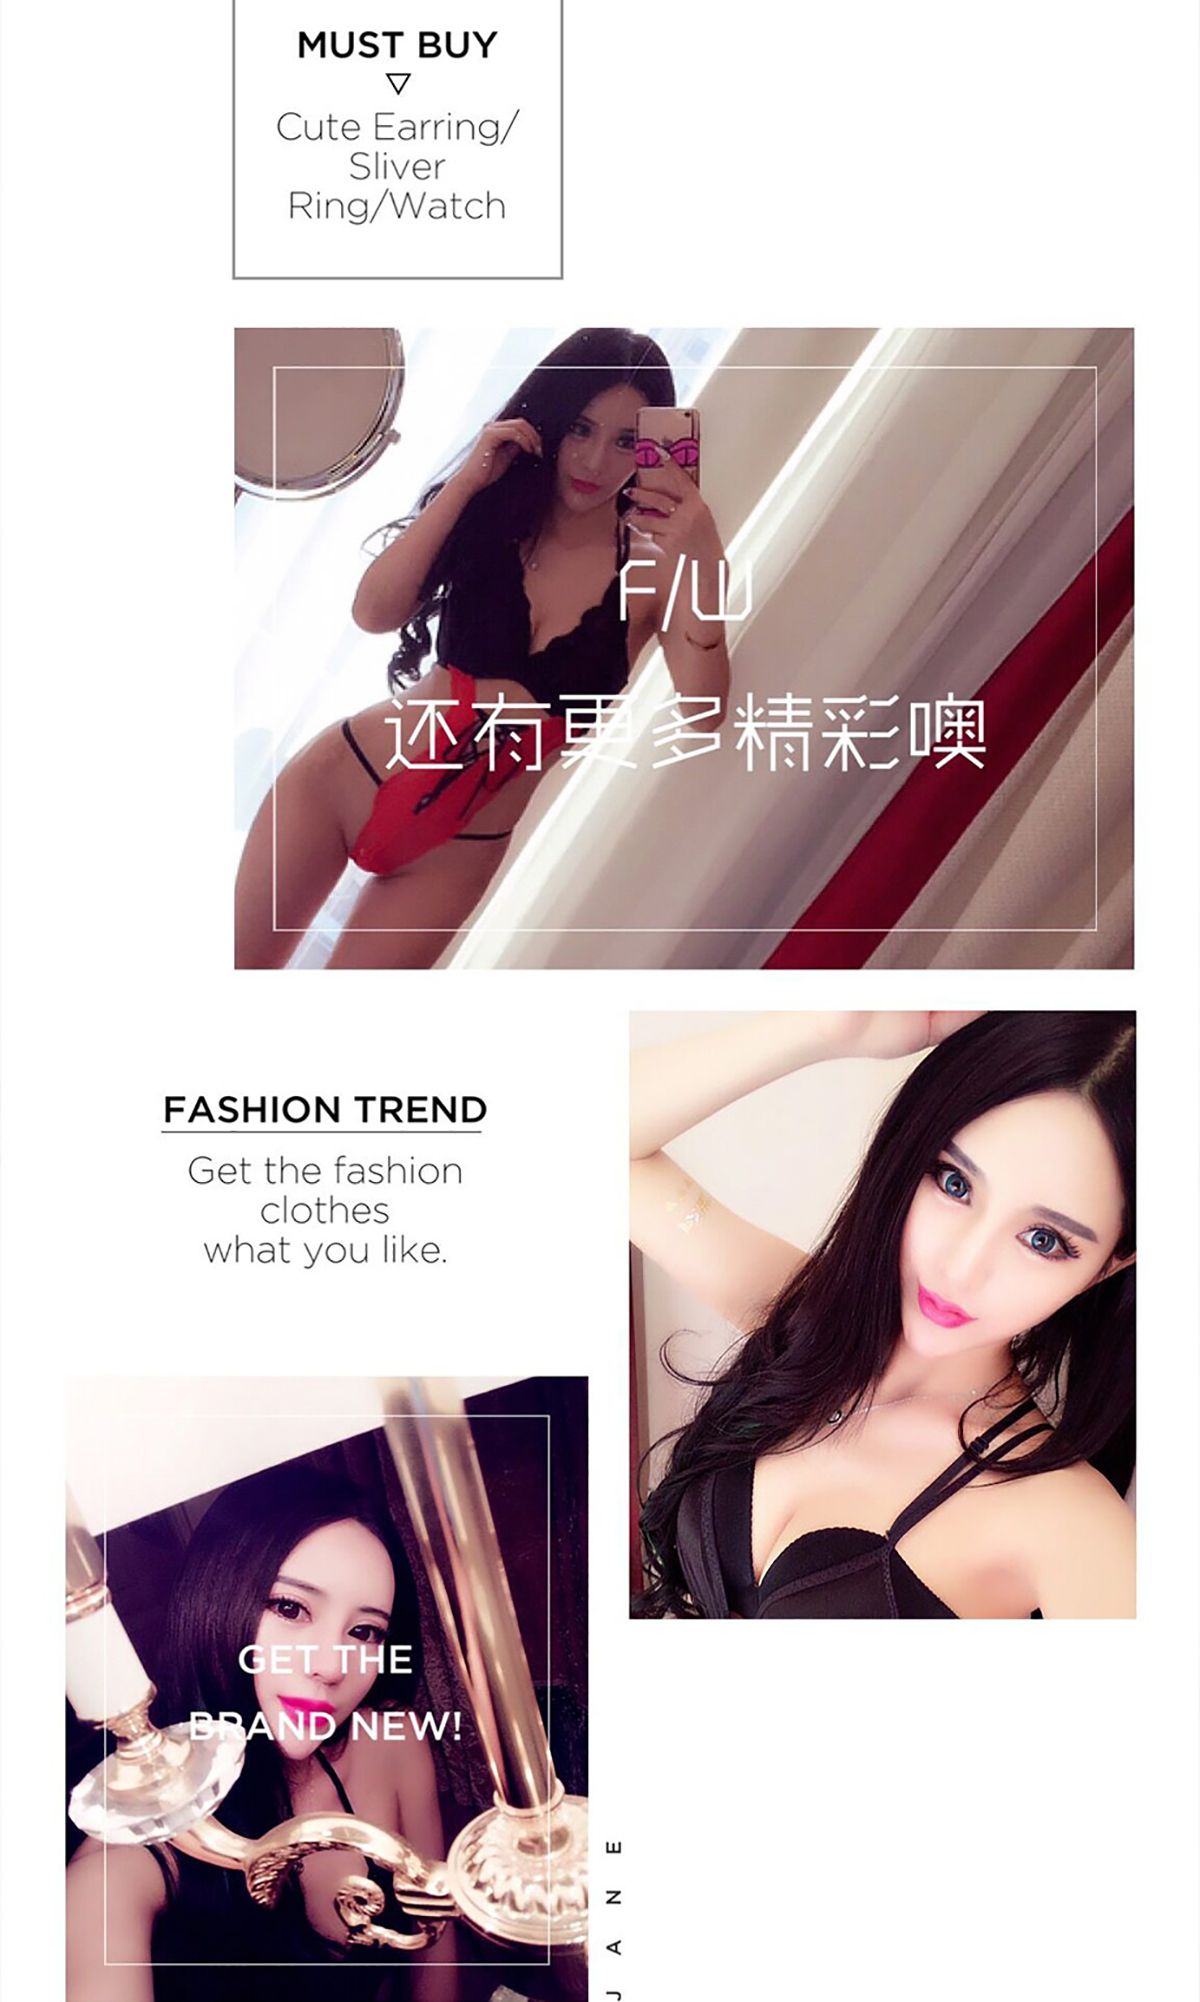 MUST BUY
Cute Earring/
Sliver
Ring/Watch
F/W
还有更多精彩噢
FASHION TREND
Get the fashion
clothes
what you like.
GET THE
BRAND NEW!
JANE